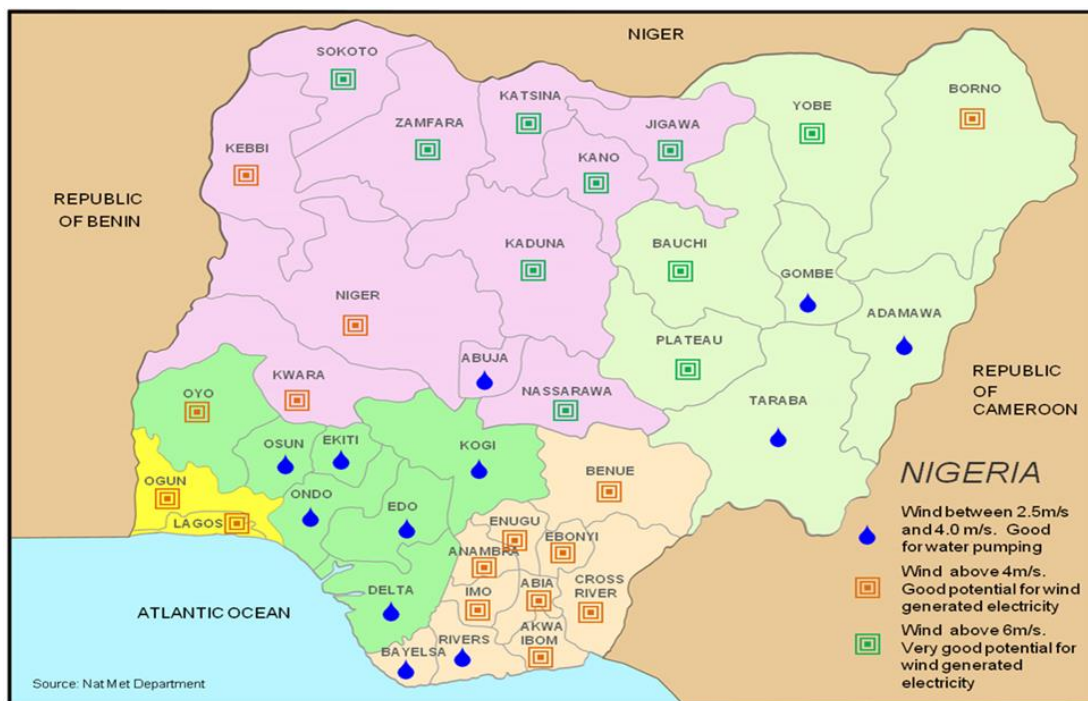 NIGER
SOKOTO
KATSINA
BORNO
YOBE
ZAMFARA
JIGAWA
KEBBI
KANO
REPUBLIC
OF BENIN
KADUNA
BAUCHI
GOMBE
NIGER
ADAMAWA
PLATEAU
ABUJA
REPUBLIC
OF
CAMEROON
KWARA
NASSARAWA
OYO
TARABA
OSUN
EKITI
KOGI
BENUE
NIGERIA
OGUN
ONDO
EDO
LAGOS
ENUGU
EBONYI
ANAMBRA
Wind between 2.5m/s
and 4.0 m/s. Good
for water pumping
DELTA
IMO
ABIA
CROSS
RIVER
Wind above 4m/s.
Good potential for wind
generated electricity
ATLANTIC OCEAN
AKWA
IBOM
RIVERS
BAYELSA
Wind above 6m/s.
Very good potential for
wind generated
electricity
Source: Nat Met Department